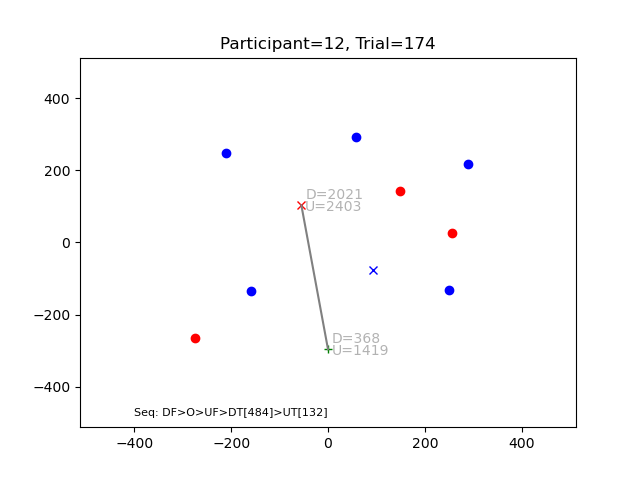 Participant=12, Trial=174
400
200
0
−200
−400
D=2021
U=2403
D=368
U=1419
Seq: DF>O>UF>DT[484]>UT[132]
−400
−200
0
200
400